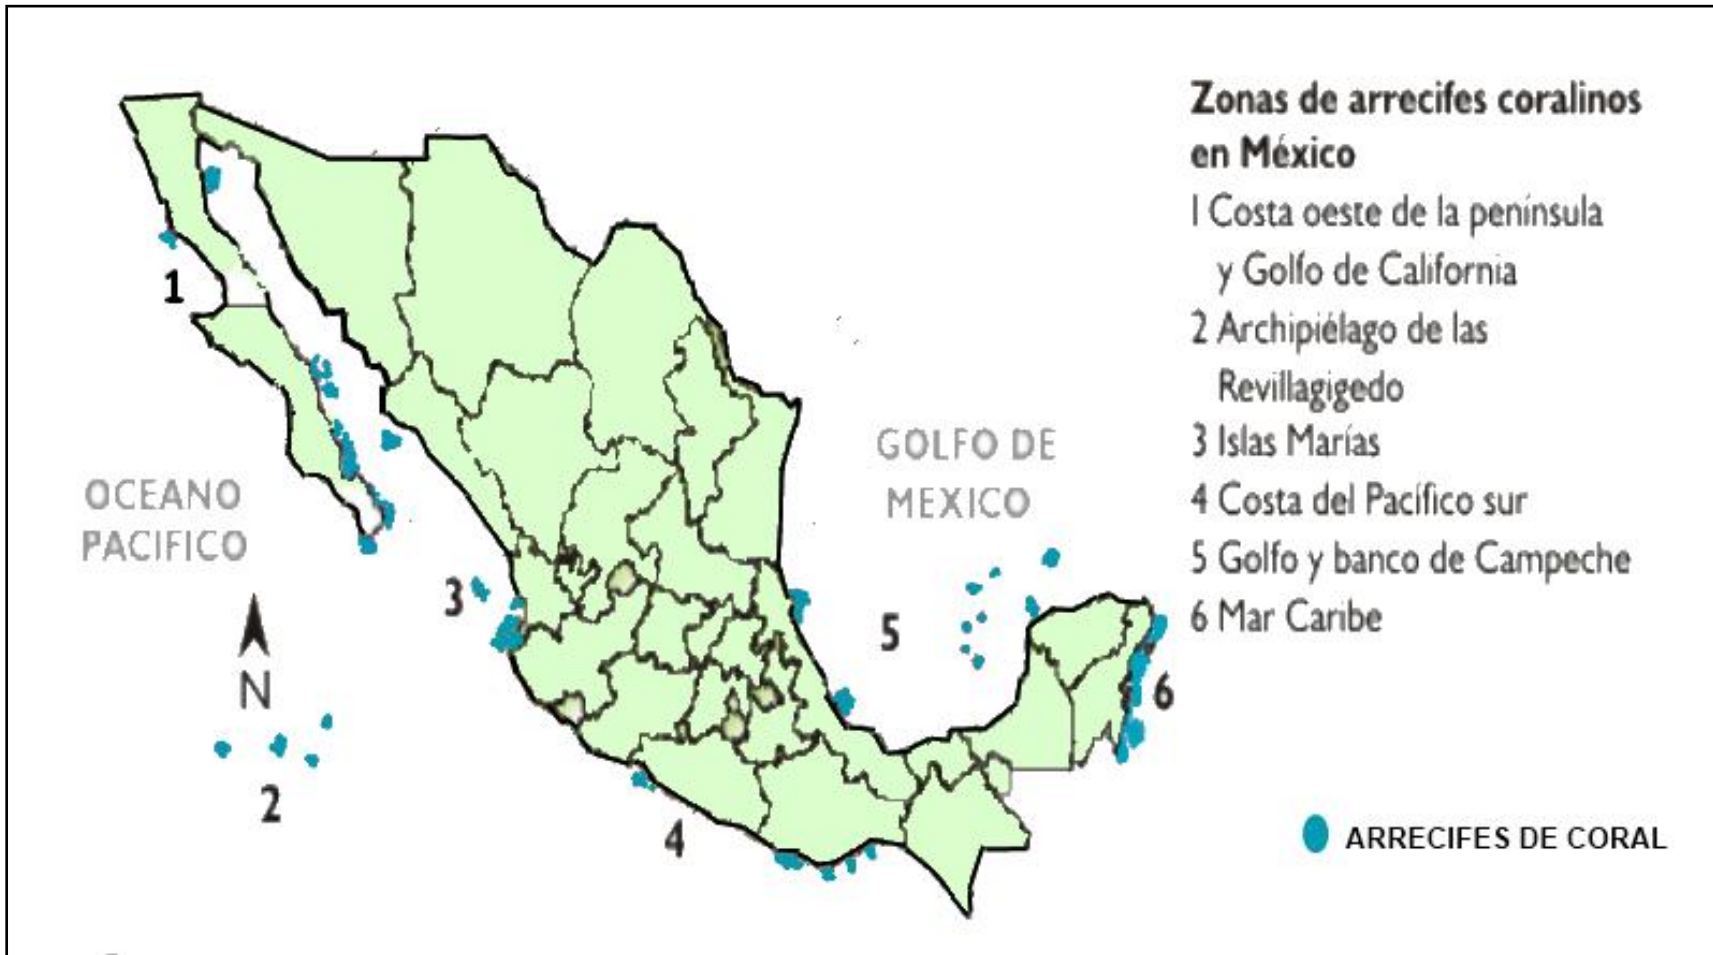 Zonas de arrecifes coralinos
en México
1 Costa oeste de la península
y Golfo de California
2 Archipiélago de las
Revillagigedo
3 Islas Marías
4 Costa del Pacífico sur
5 Golfo y banco de Campeche
6 Mar Caribe
1
GOLFO DE
MEXICO
OCEANO
PACIFICO
3
5
N
6
2
4
ARRECIFES DE CORAL